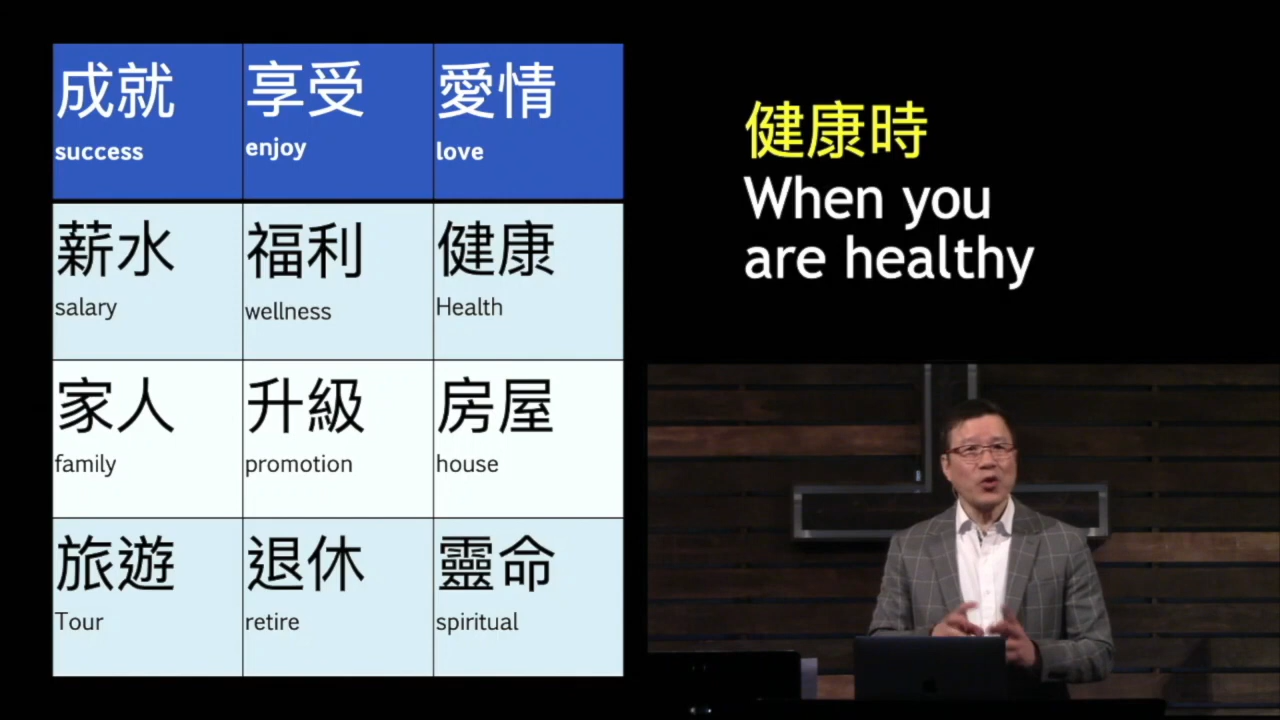 成就 享受 愛情
success enjoy love
薪水 福利 健康
salary wellness Health
家人 升級 房屋
family promotion house
旅遊 退休 靈命
Tour retire spiritual
健康時
When you
are healthy